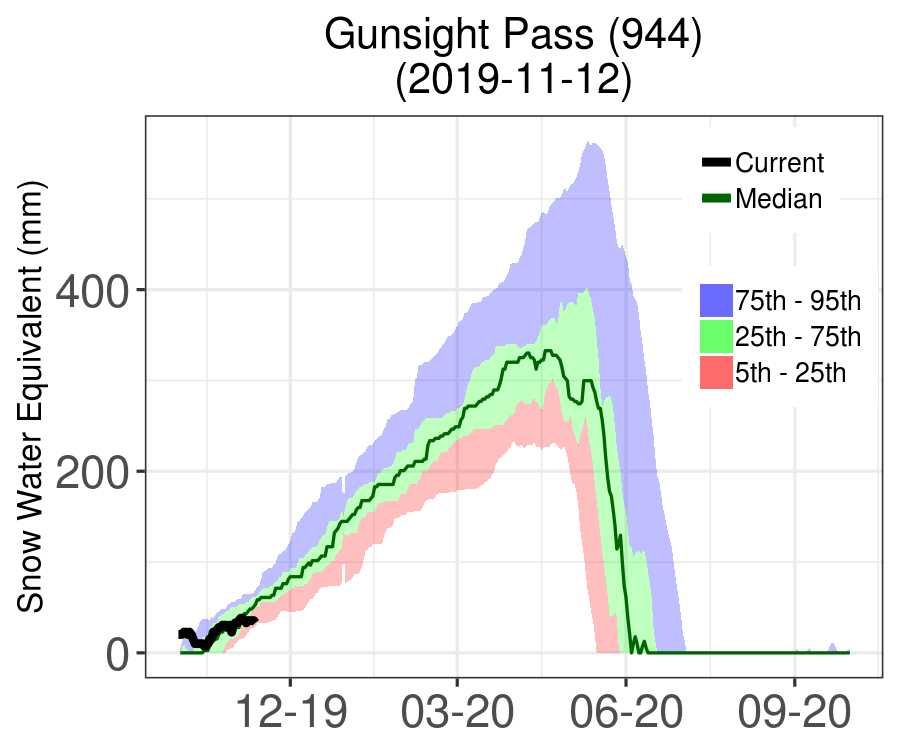 Gunsight Pass (944)
(2019-11-12)
Snow Water Equivalent (mm)
400
200
0
12-19
03-20
06-20
09-20
Current
Median
75th - 95th
25th - 75th
5th - 25th